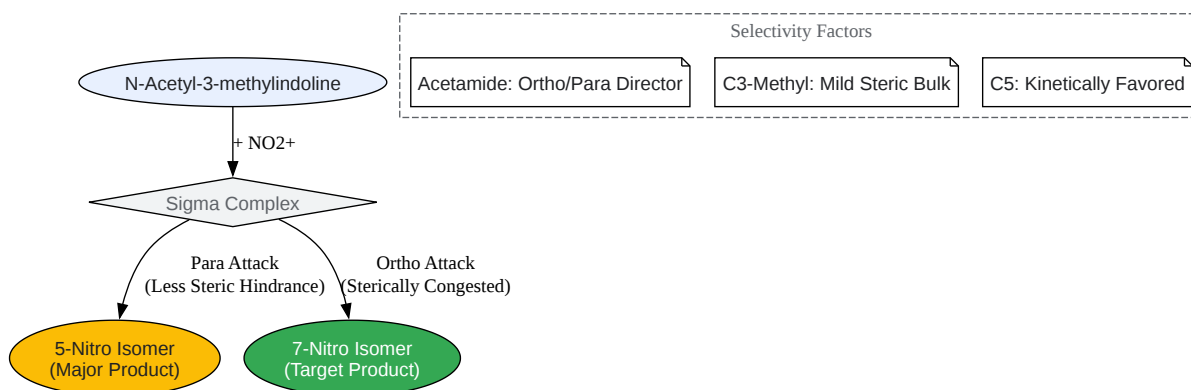 Selectivity Factors
N-Acetyl-3-methylindoline
Acetamide: Ortho/Para Director
C3-Methyl: Mild Steric Bulk
C5: Kinetically Favored
+ NO2+
Sigma Complex
Para Attack
(Less Steric Hindrance)
Ortho Attack
(Sterically Congested)
5-Nitro Isomer
(Major Product)
7-Nitro Isomer
(Target Product)